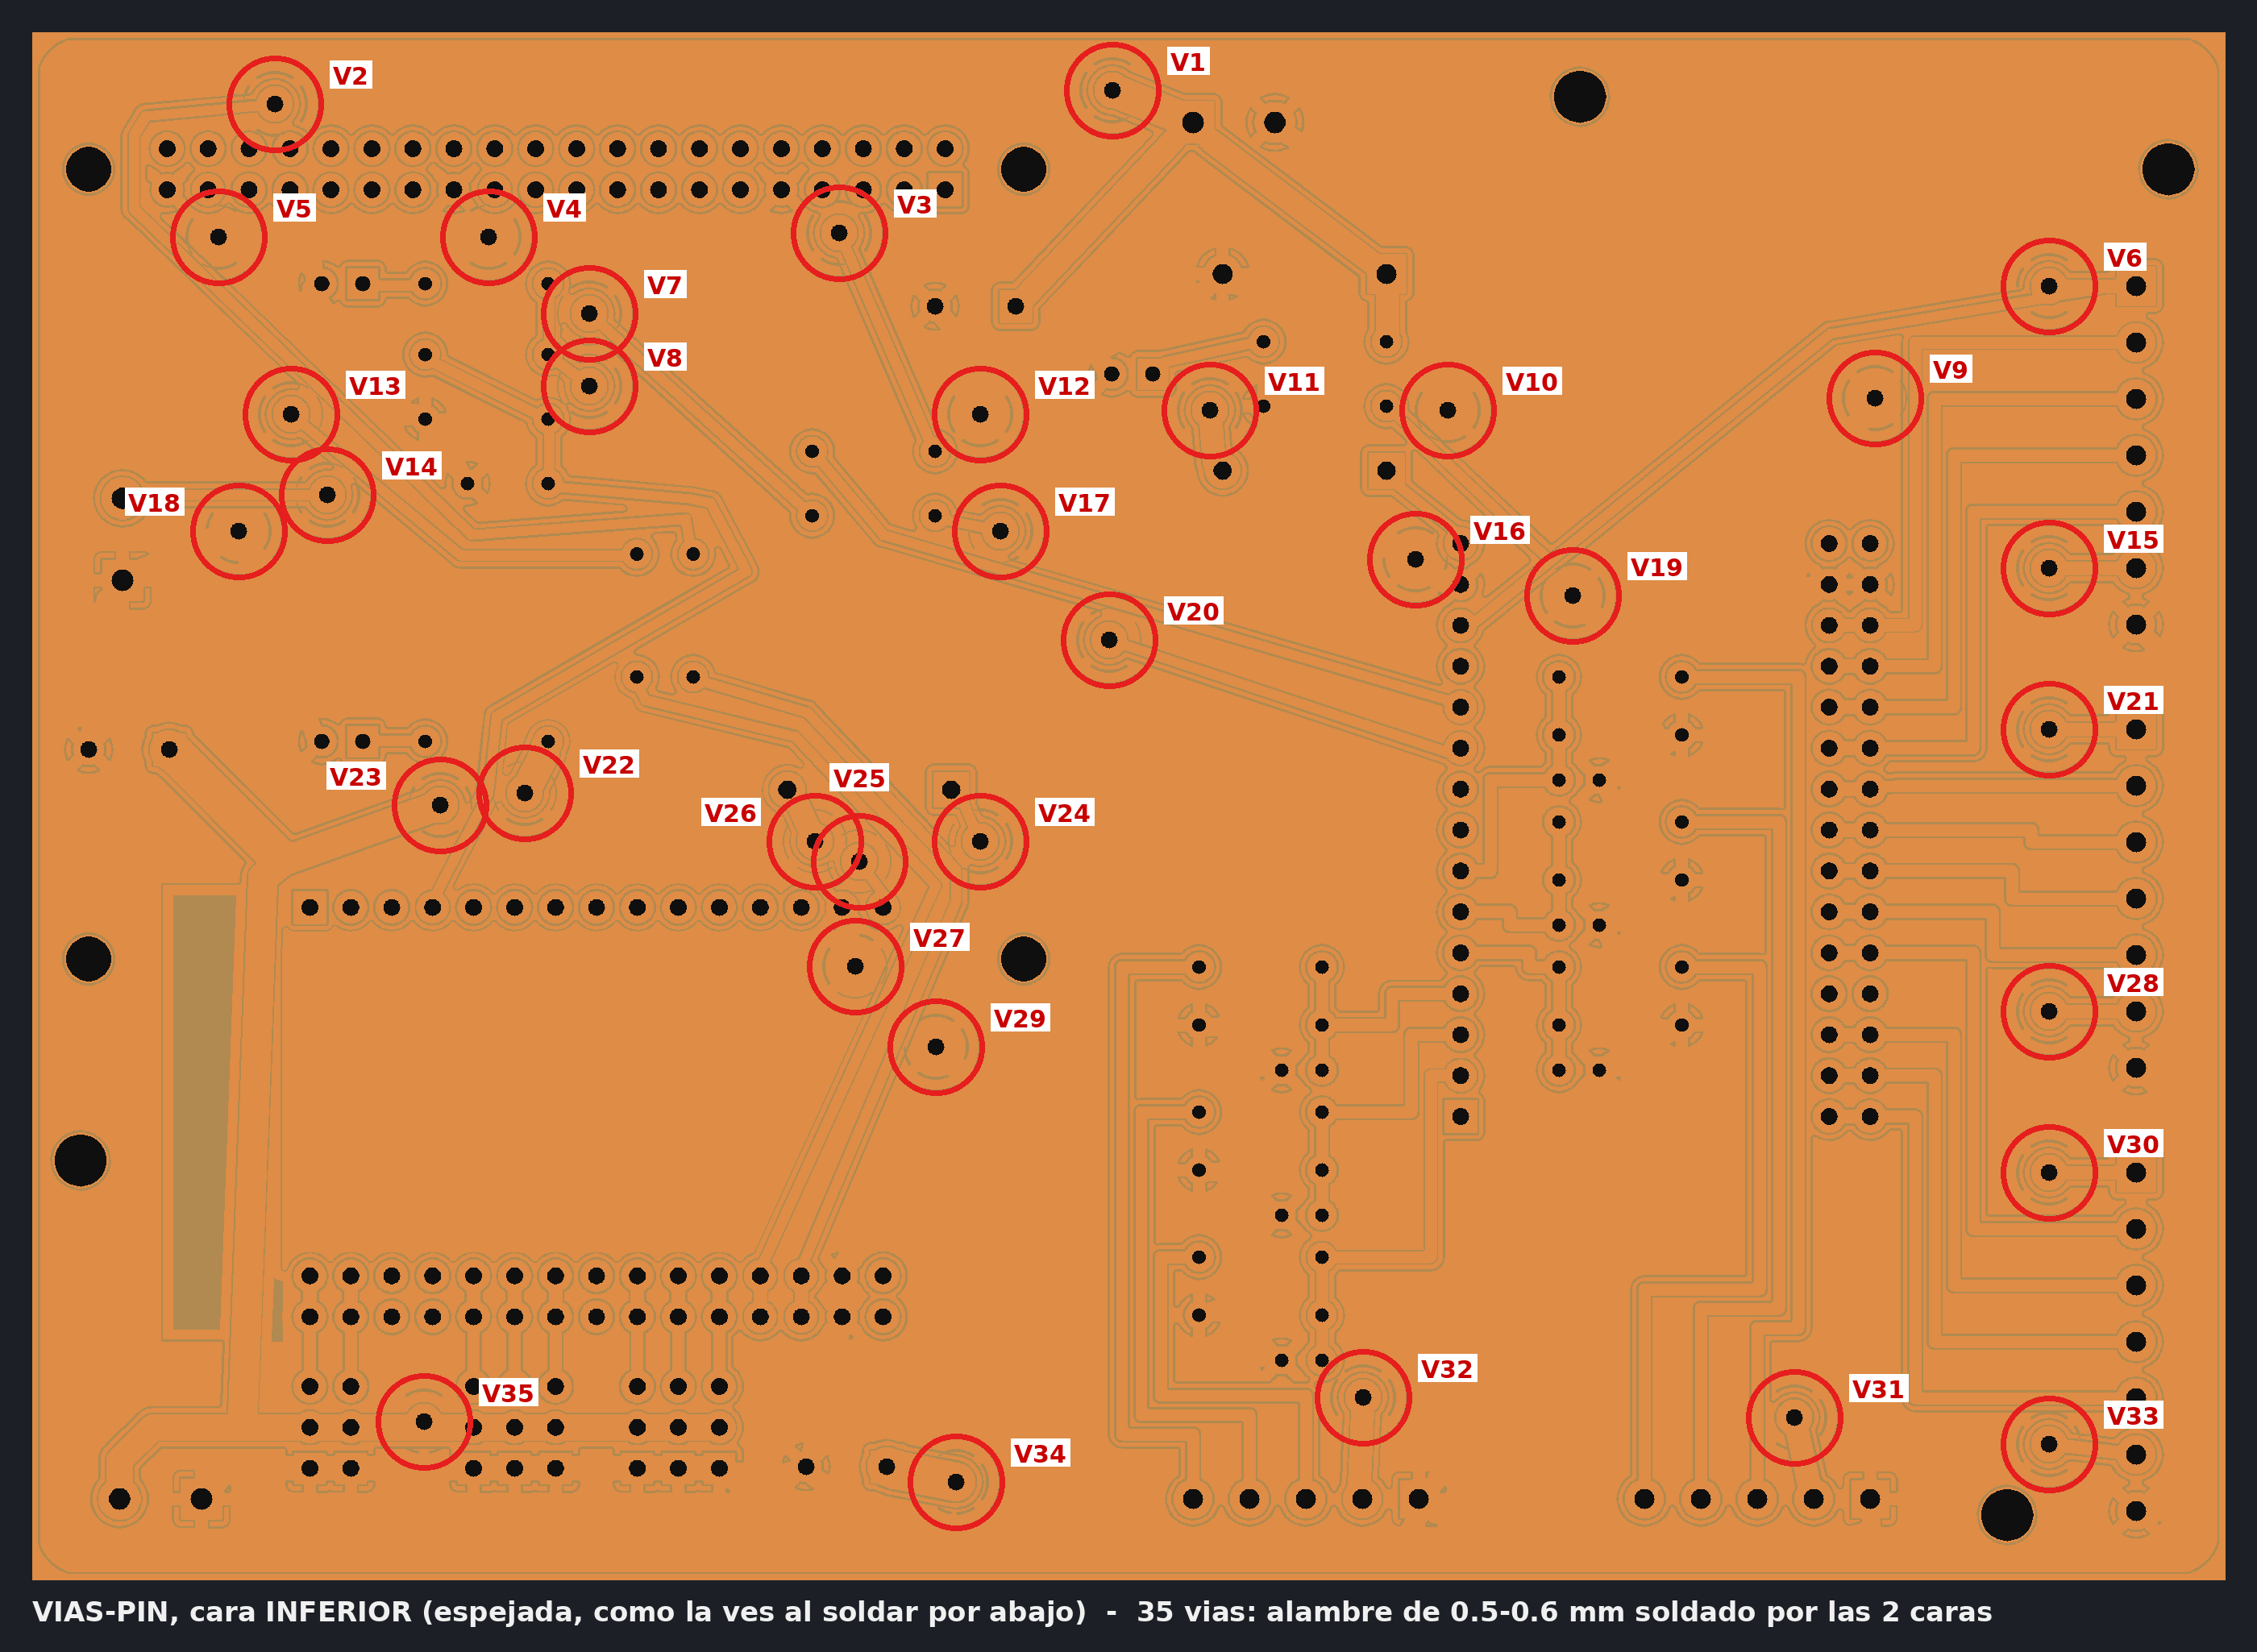 V1
V2
V3
V4
V5
V6
V7
V8
V9
V10
V11
V12
V13
V14
V15
V16
V17
V18
V19
V20
V21
V22
V23
V24
V25
V26
V27
V28
V29
V30
V31
V32
V33
V34
V35
VIAS-PIN, cara INFERIOR (espejada, como la ves al soldar por abajo)  -  35 vias: alambre de 0.5-0.6 mm soldado por las 2 caras